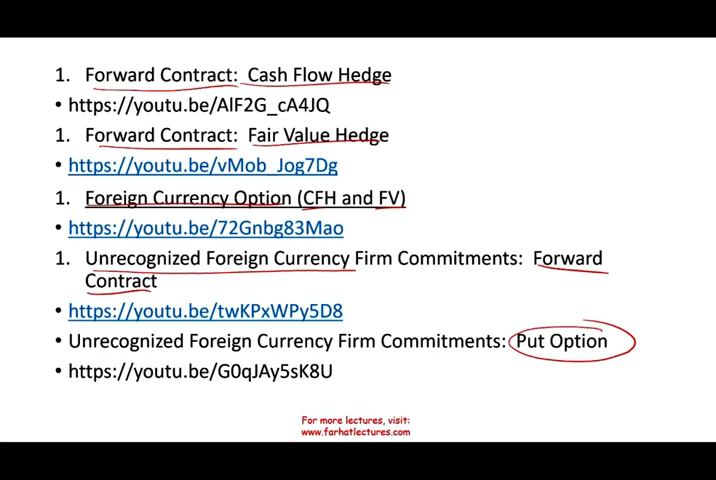 1. Forward Contract: Cash Flow Hedge
• https://youtu.be/AlF2G_cA4JQ
1. Forward Contract: Fair Value Hedge
• https://youtu.be/vMob_Jog7Dg
1. Foreign Currency Option (CFH and FV)
• https://youtu.be/72Gnbg83Mao
1. Unrecognized Foreign Currency Firm Commitments: Forward
Contract
• https://youtu.be/twKPxWPy5D8
• Unrecognized Foreign Currency Firm Commitments: Put Option
• https://youtu.be/G0qJAy5sK8U
For more lectures, visit:
www.farhatlectures.com